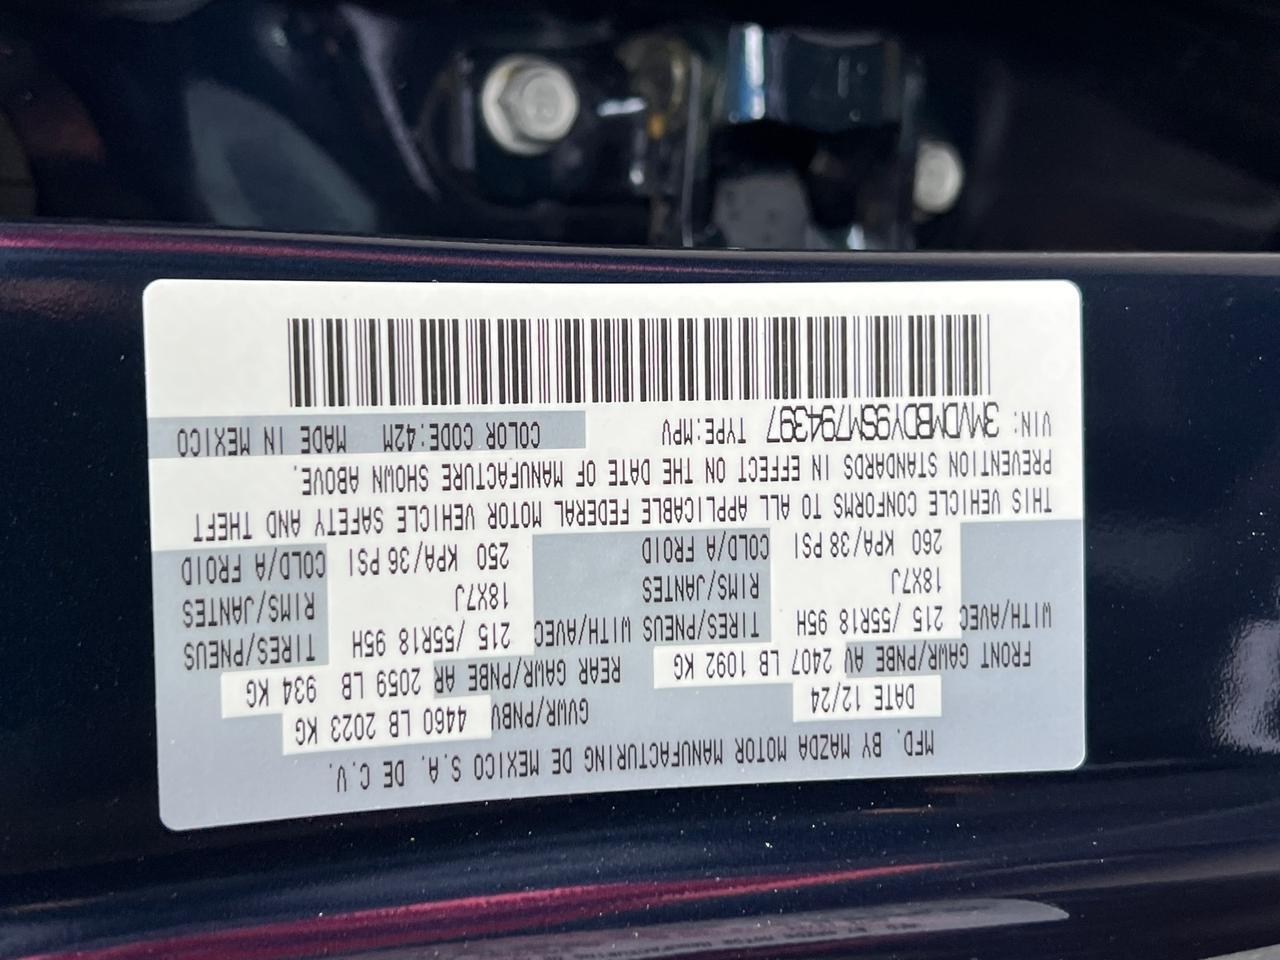 MFD. BY MAZDA MOTOR MANUFACTURING DE MEXICO S.A. DE C.V.
DATE 12/24 GVWR/PNBV 4460 LB 2023 KG
FRONT GAWR/PNBE AV 2407 LB 1092 KG REAR GAWR/PNBE AR 2059 LB 934 KG
WITH/AVEC 215 /55R18 95H TIRES/PNEUS WITH/AVEC 215 /55R18 95H TIRES/PNEUS
18X7J RIMS/JANTES 18X7J RIMS/JANTES
260 KPA/38 PSI COLD/A FROID 250 KPA/36 PSI COLD/A FROID
THIS VEHICLE CONFORMS TO ALL APPLICABLE FEDERAL MOTOR VEHICLE SAFETY AND THEFT
PREVENTION STANDARDS IN EFFECT ON THE DATE OF MANUFACTURE SHOWN ABOVE.
VIN: 3MVDMBDY9SM794397 TYPE:MPV COLOR CODE:42M MADE IN MEXICO